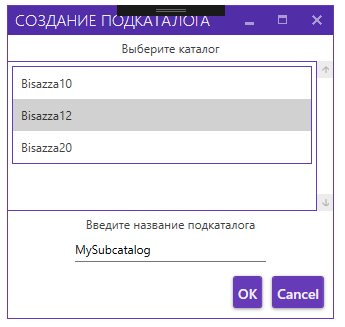 СОЗДАНИЕ ПОДКАТАЛОГА
Выберите каталог
Bisazza10
Bisazza12
Bisazza20
Введите название подкаталога
MySubcatalog
OK Cancel